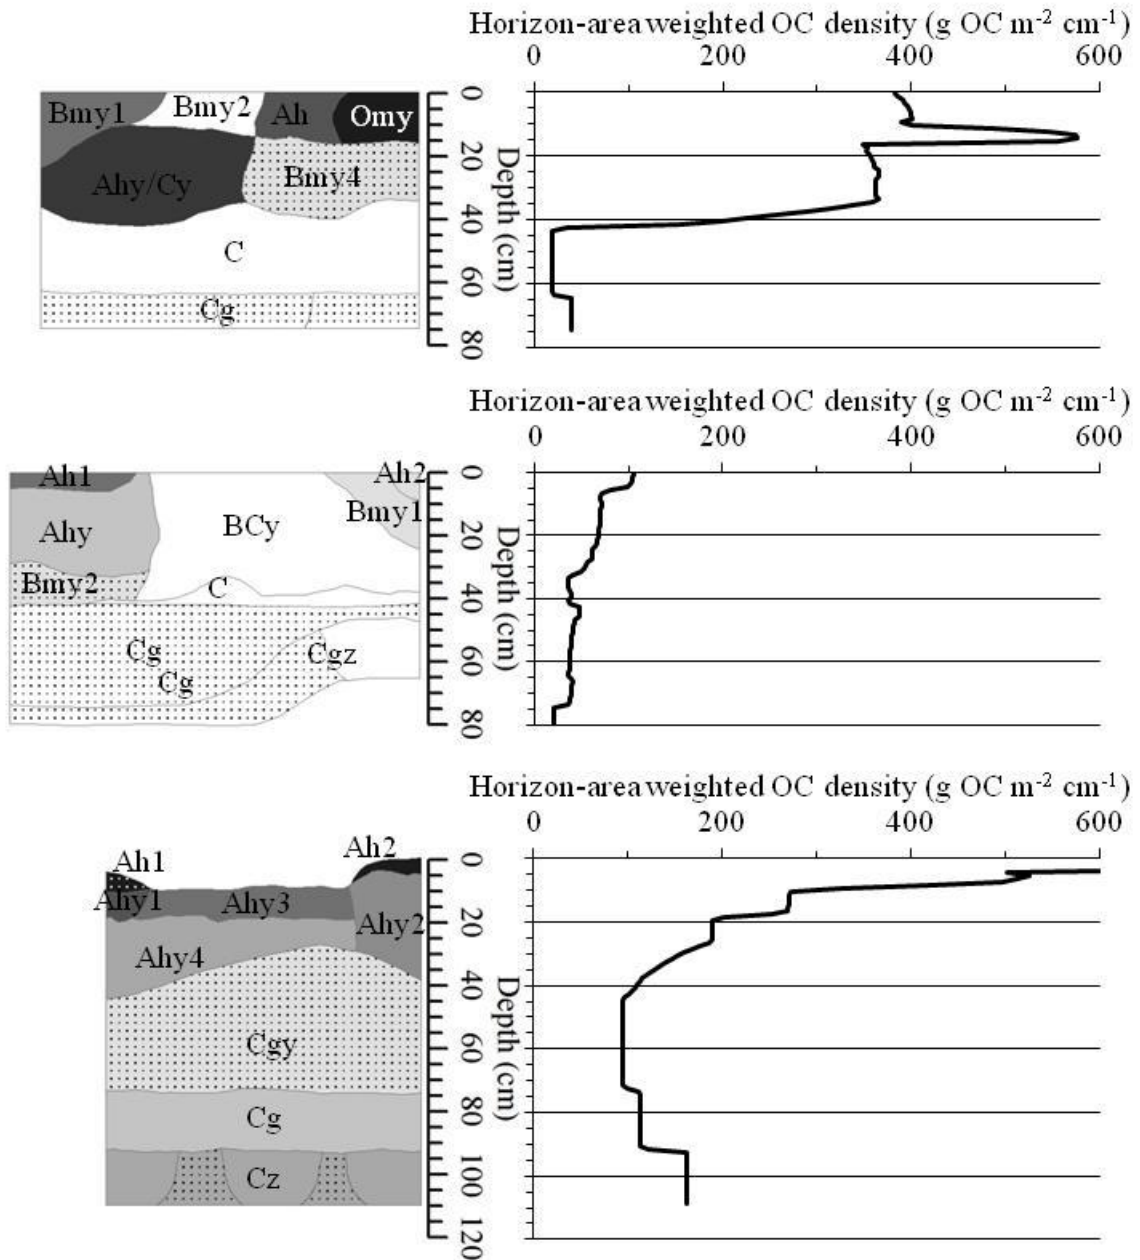 Horizon-area weighted OC density (g OC m-2 cm-1)
0 200 400 600
Bmy1 Bmy2 Ah Omy
Ahy/Cy Bmy4
C
Cg
0 20 40 60 80
Depth (cm)
Horizon-area weighted OC density (g OC m-2 cm-1)
0 200 400 600
Ah1 Ah2
Ahy BCy Bmy1
Bmy2 C
Cg Cgz
Cg
0 20 40 60 80
Depth (cm)
Horizon-area weighted OC density (g OC m-2 cm-1)
0 200 400 600
Ah1 Ah2
Ahy1 Ahy3 Ahy2
Ahy4
Cgy
Cg
Cz
0 20 40 60 80 100 120
Depth (cm)